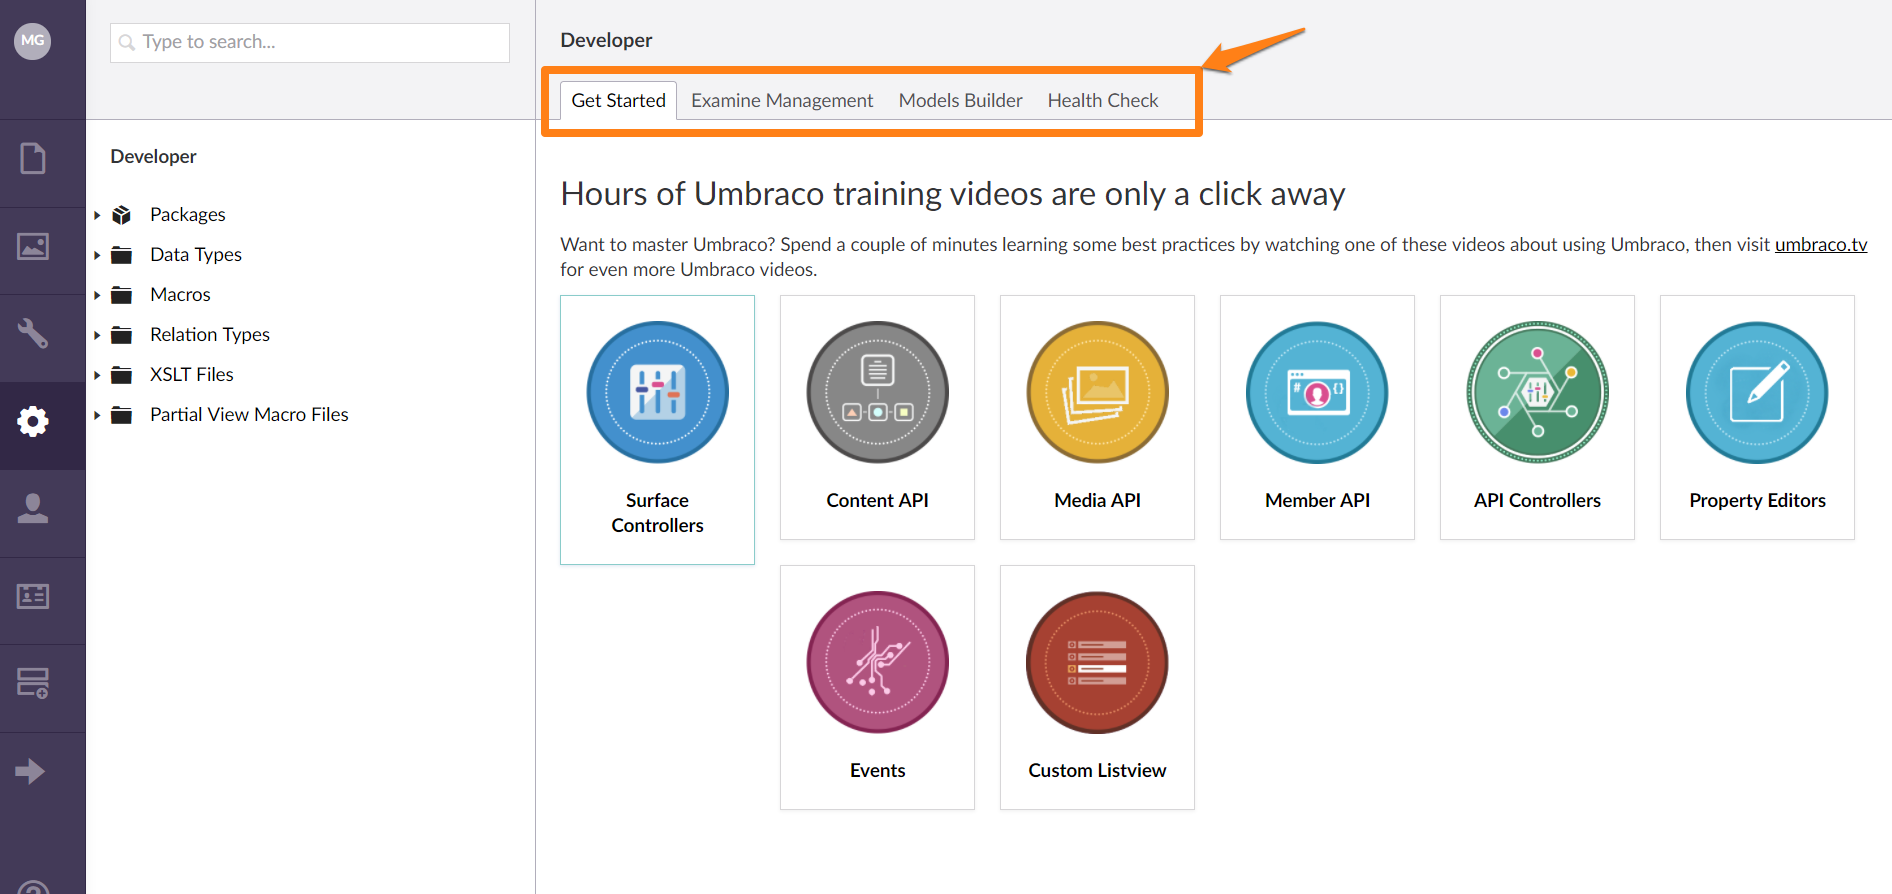 MG
Type to search...
Developer
Packages
Data Types
Macros
Relation Types
XSLT Files
Partial View Macro Files
Developer
Get Started Examine Management Models Builder Health Check
Hours of Umbraco training videos are only a click away
Want to master Umbraco? Spend a couple of minutes learning some best practices by watching one of these videos about using Umbraco, then visit umbraco.tv
for even more Umbraco videos.
Surface
Controllers
Content API
Media API
# {}
Member API
API Controllers
Property Editors
Events
Custom Listview